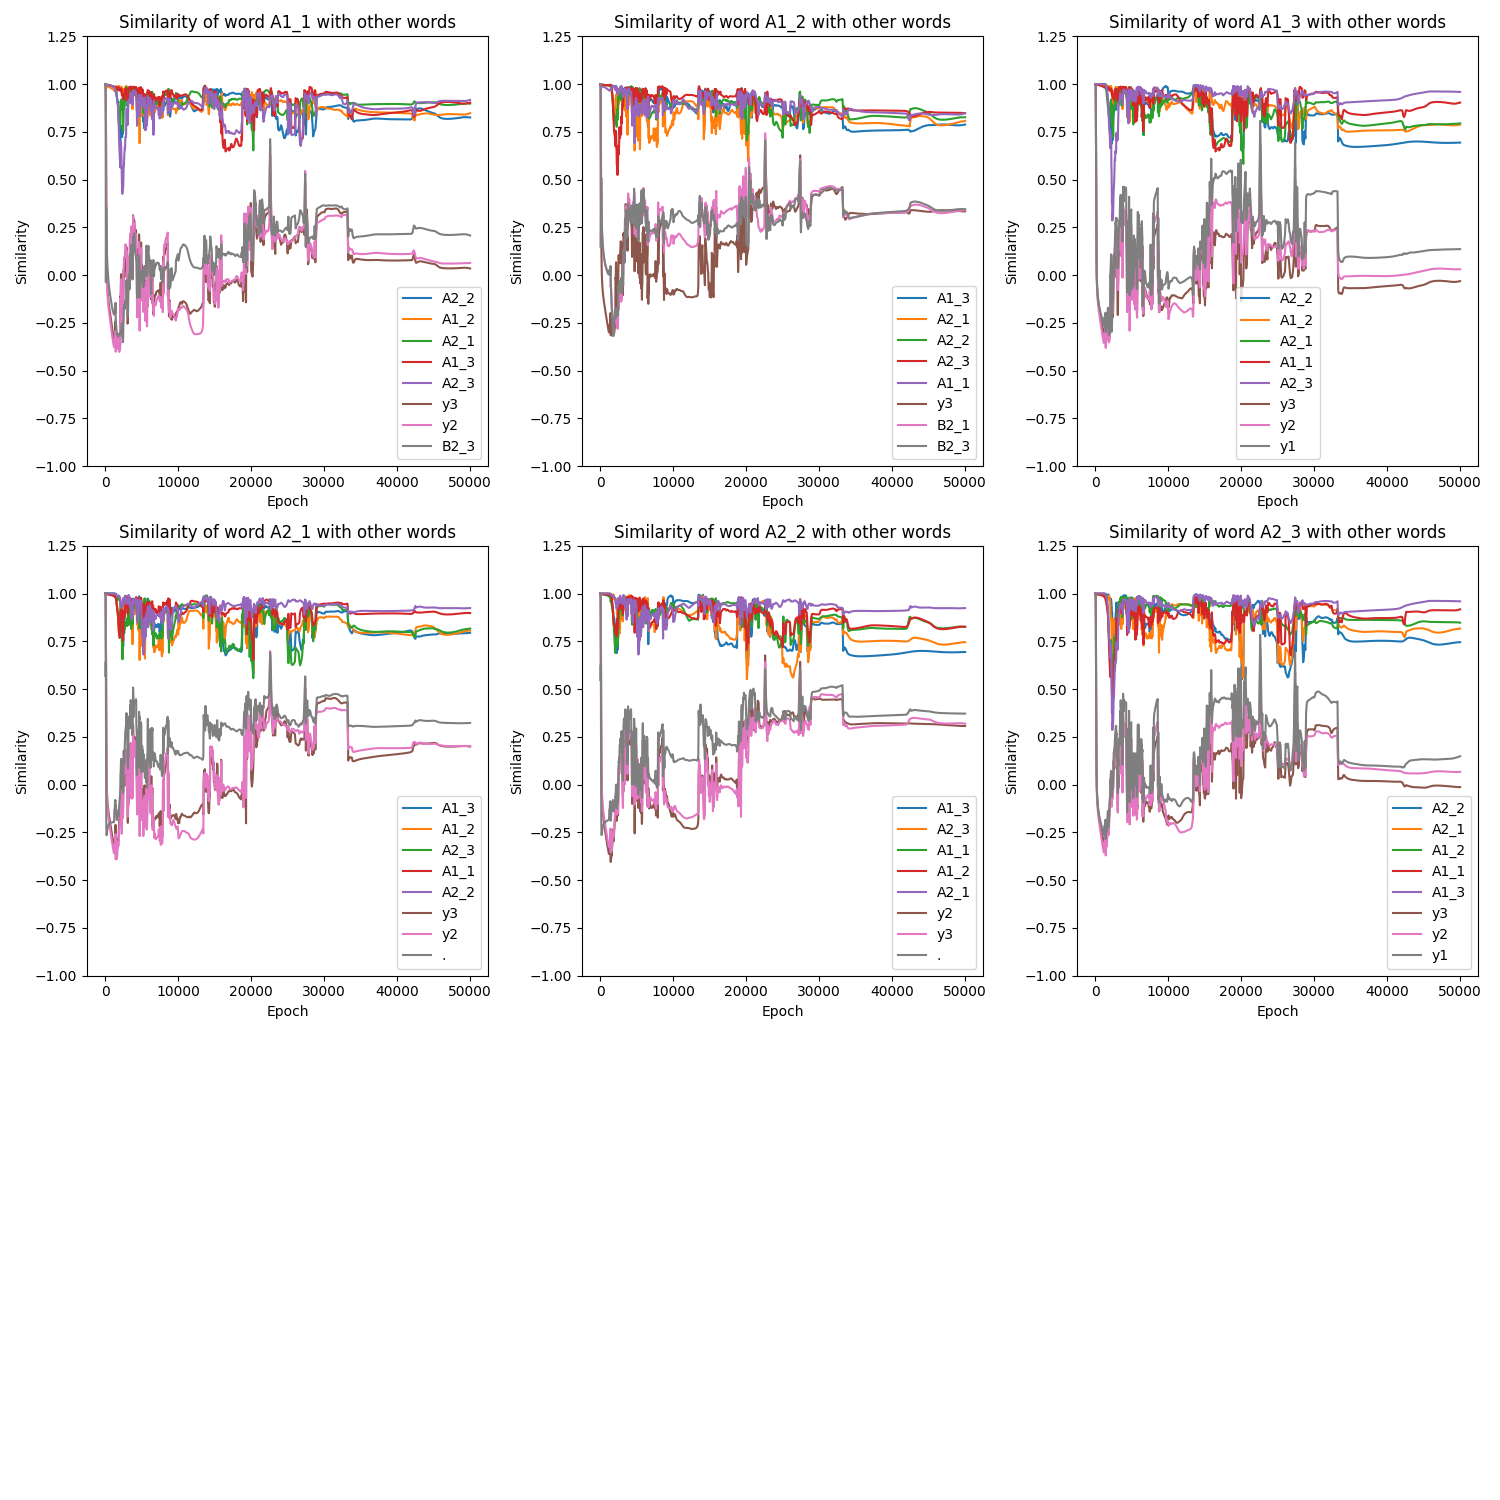 Similarity of word A1_1 with other words
1.25
1.00
0.75
0.50
0.25
0.00
−0.25
−0.50
−0.75
−1.00
Similarity
0 10000 20000 30000 40000 50000
Epoch
A2_2
A1_2
A2_1
A1_3
A2_3
y3
y2
B2_3
Similarity of word A1_2 with other words
1.25
1.00
0.75
0.50
0.25
0.00
−0.25
−0.50
−0.75
−1.00
Similarity
0 10000 20000 30000 40000 50000
Epoch
A1_3
A2_1
A2_2
A2_3
A1_1
y3
B2_1
B2_3
Similarity of word A1_3 with other words
1.25
1.00
0.75
0.50
0.25
0.00
−0.25
−0.50
−0.75
−1.00
Similarity
0 10000 20000 30000 40000 50000
Epoch
A2_2
A1_2
A2_1
A1_1
A2_3
y3
y2
y1
Similarity of word A2_1 with other words
1.25
1.00
0.75
0.50
0.25
0.00
−0.25
−0.50
−0.75
−1.00
Similarity
0 10000 20000 30000 40000 50000
Epoch
A1_3
A1_2
A2_3
A1_1
A2_2
y3
y2
.
Similarity of word A2_2 with other words
1.25
1.00
0.75
0.50
0.25
0.00
−0.25
−0.50
−0.75
−1.00
Similarity
0 10000 20000 30000 40000 50000
Epoch
A1_3
A2_3
A1_1
A1_2
A2_1
y2
y3
.
Similarity of word A2_3 with other words
1.25
1.00
0.75
0.50
0.25
0.00
−0.25
−0.50
−0.75
−1.00
Similarity
0 10000 20000 30000 40000 50000
Epoch
A2_2
A2_1
A1_2
A1_1
A1_3
y3
y2
y1